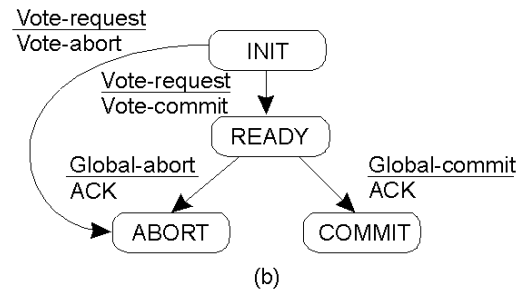 Vote-request
Vote-abort
INIT
Vote-request
Vote-commit
READY
Global-abort
ACK
Global-commit
ACK
ABORT
COMMIT
(b)